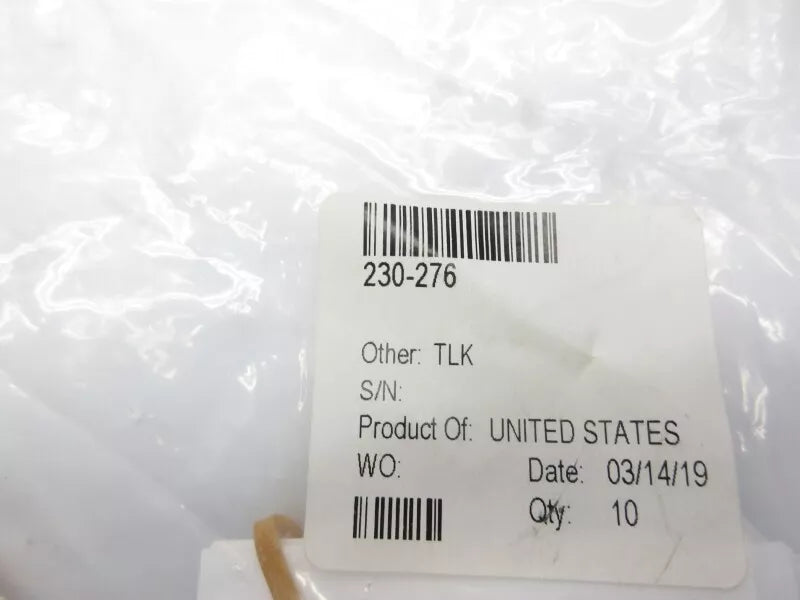 230-276
Other: TLK
S/N:
Product Of: UNITED STATES
WO: Date: 03/14/19
Qty: 10